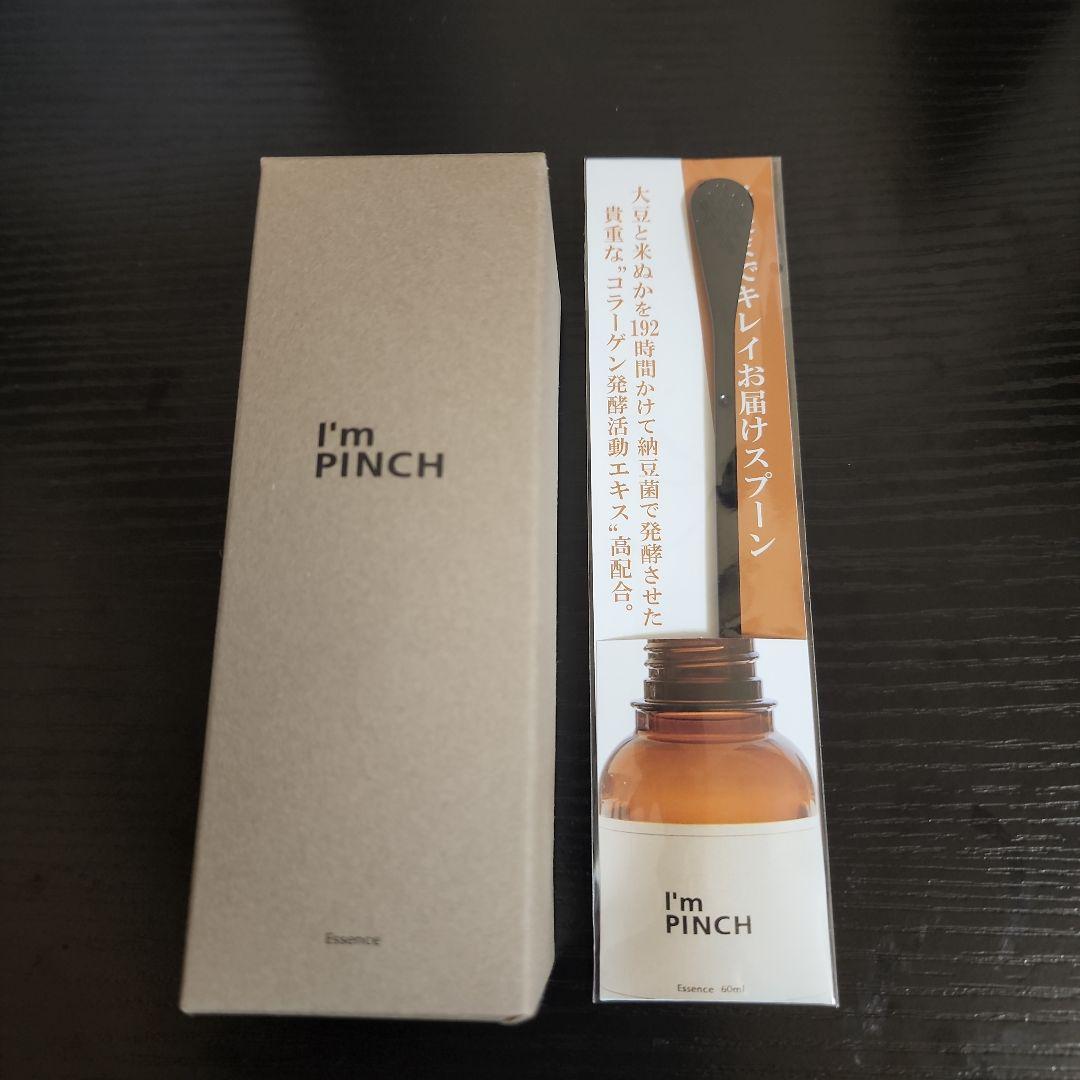 I'm
PINCH
Essence
までキレイお届けスプーン
大豆と米ぬかを192時間かけて納豆菌で発酵させた
貴重な"コラーゲン発酵活動エキス"高配合。
I'm
PINCH
Essence 60ml